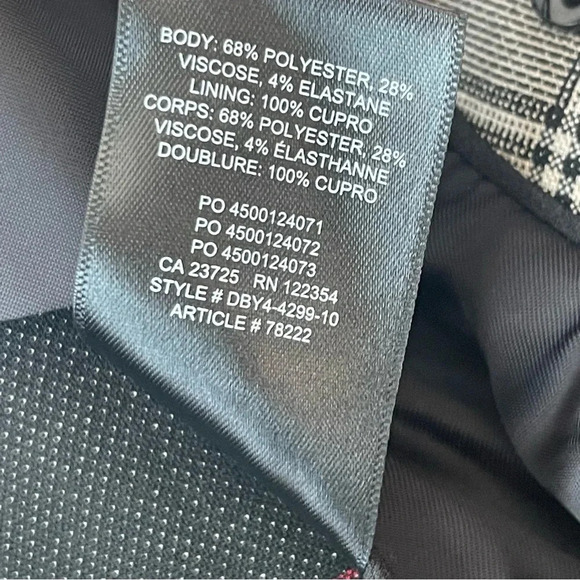 BODY: 68% POLYESTER, 28%
VISCOSE, 4% ELASTANE
LINING: 100% CUPRO
CORPS: 68% POLYESTER, 28%
VISCOSE, 4% ÉLASTHANNE
DOUBLURE: 100% CUPRO
PO 4500124071
PO 4500124072
PO 4500124073
CA 23725 RN 122354
STYLE # DBY4-4299-10
ARTICLE # 78222